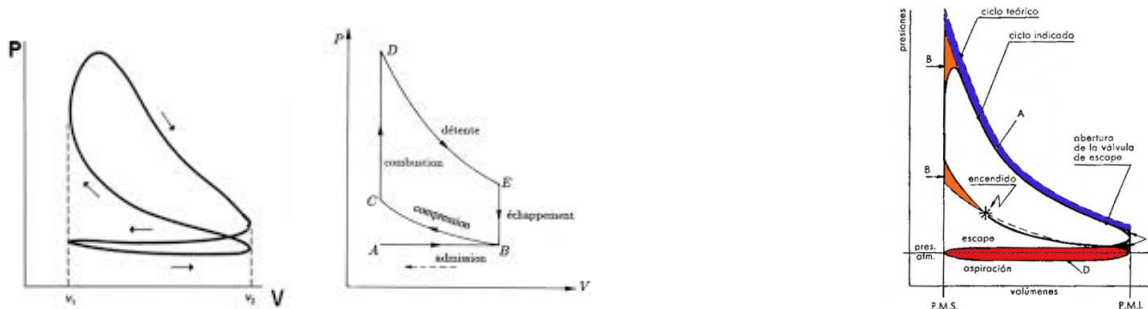 P
v₁
v₂
V
P
D
détente
combustion
E
C
échappement
compression
A
B
admission
V
presiones
ciclo teórico
ciclo indicado
B
A
abertura
de la válvula
de escape
B
encendido
escape
pres.
atm.
aspiración
D
volúmenes
P.M.S.
P.M.I.